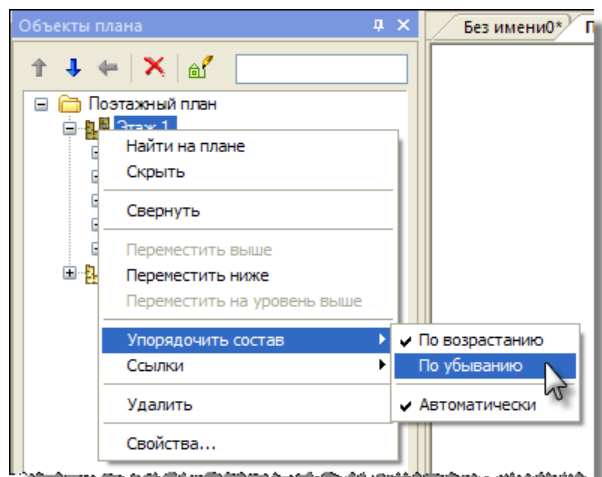 Объекты плана
Без имени0*
П
Поэтажный план
Этаж 1
Найти на плане
Скрыть
Свернуть
Переместить выше
Переместить ниже
Переместить на уровень выше
Упорядочить состав
По возрастанию
Ссылки
По убыванию
Удалить
Автоматически
Свойства...